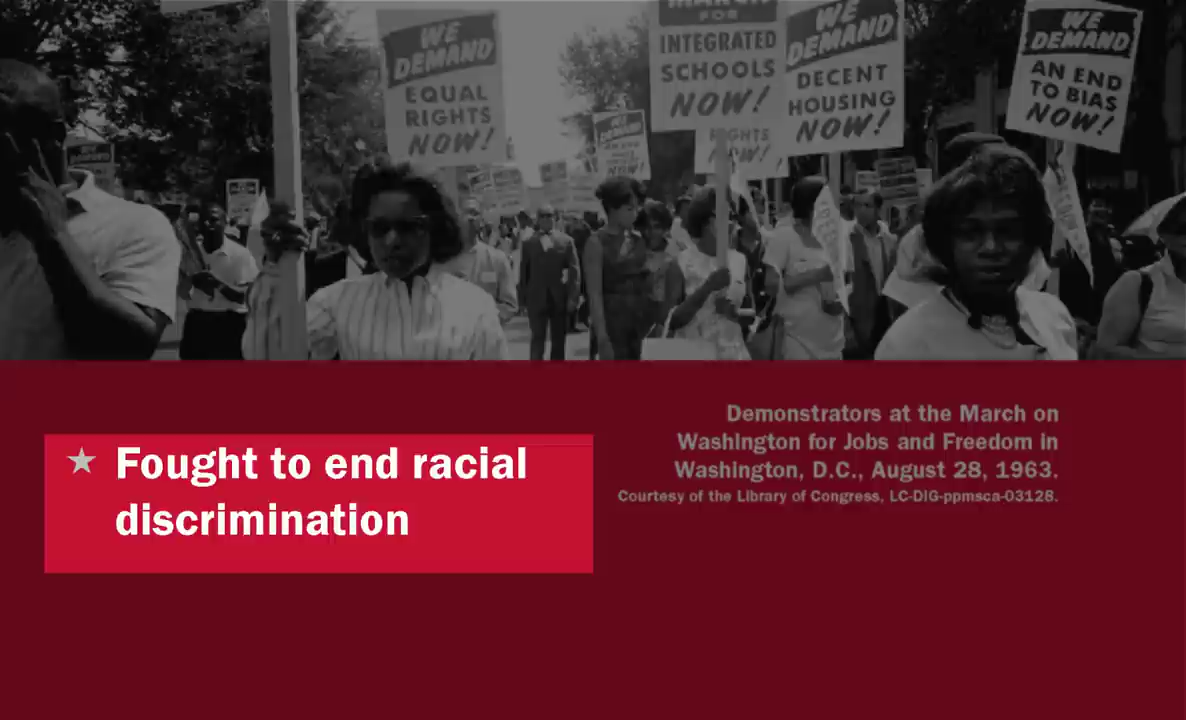 WE
DEMAND
EQUAL
RIGHTS
NOW!
MARCH
FOR
INTEGRATED
SCHOOLS
NOW!
RIGHTS
NOW!
WE
DEMAND
DECENT
HOUSING
NOW!
WE
DEMAND
AN END
TO BIAS
NOW!
★ Fought to end racial
discrimination
Demonstrators at the March on
Washington for Jobs and Freedom in
Washington, D.C., August 28, 1963.
Courtesy of the Library of Congress, LC-DIG-ppmsca-03128.